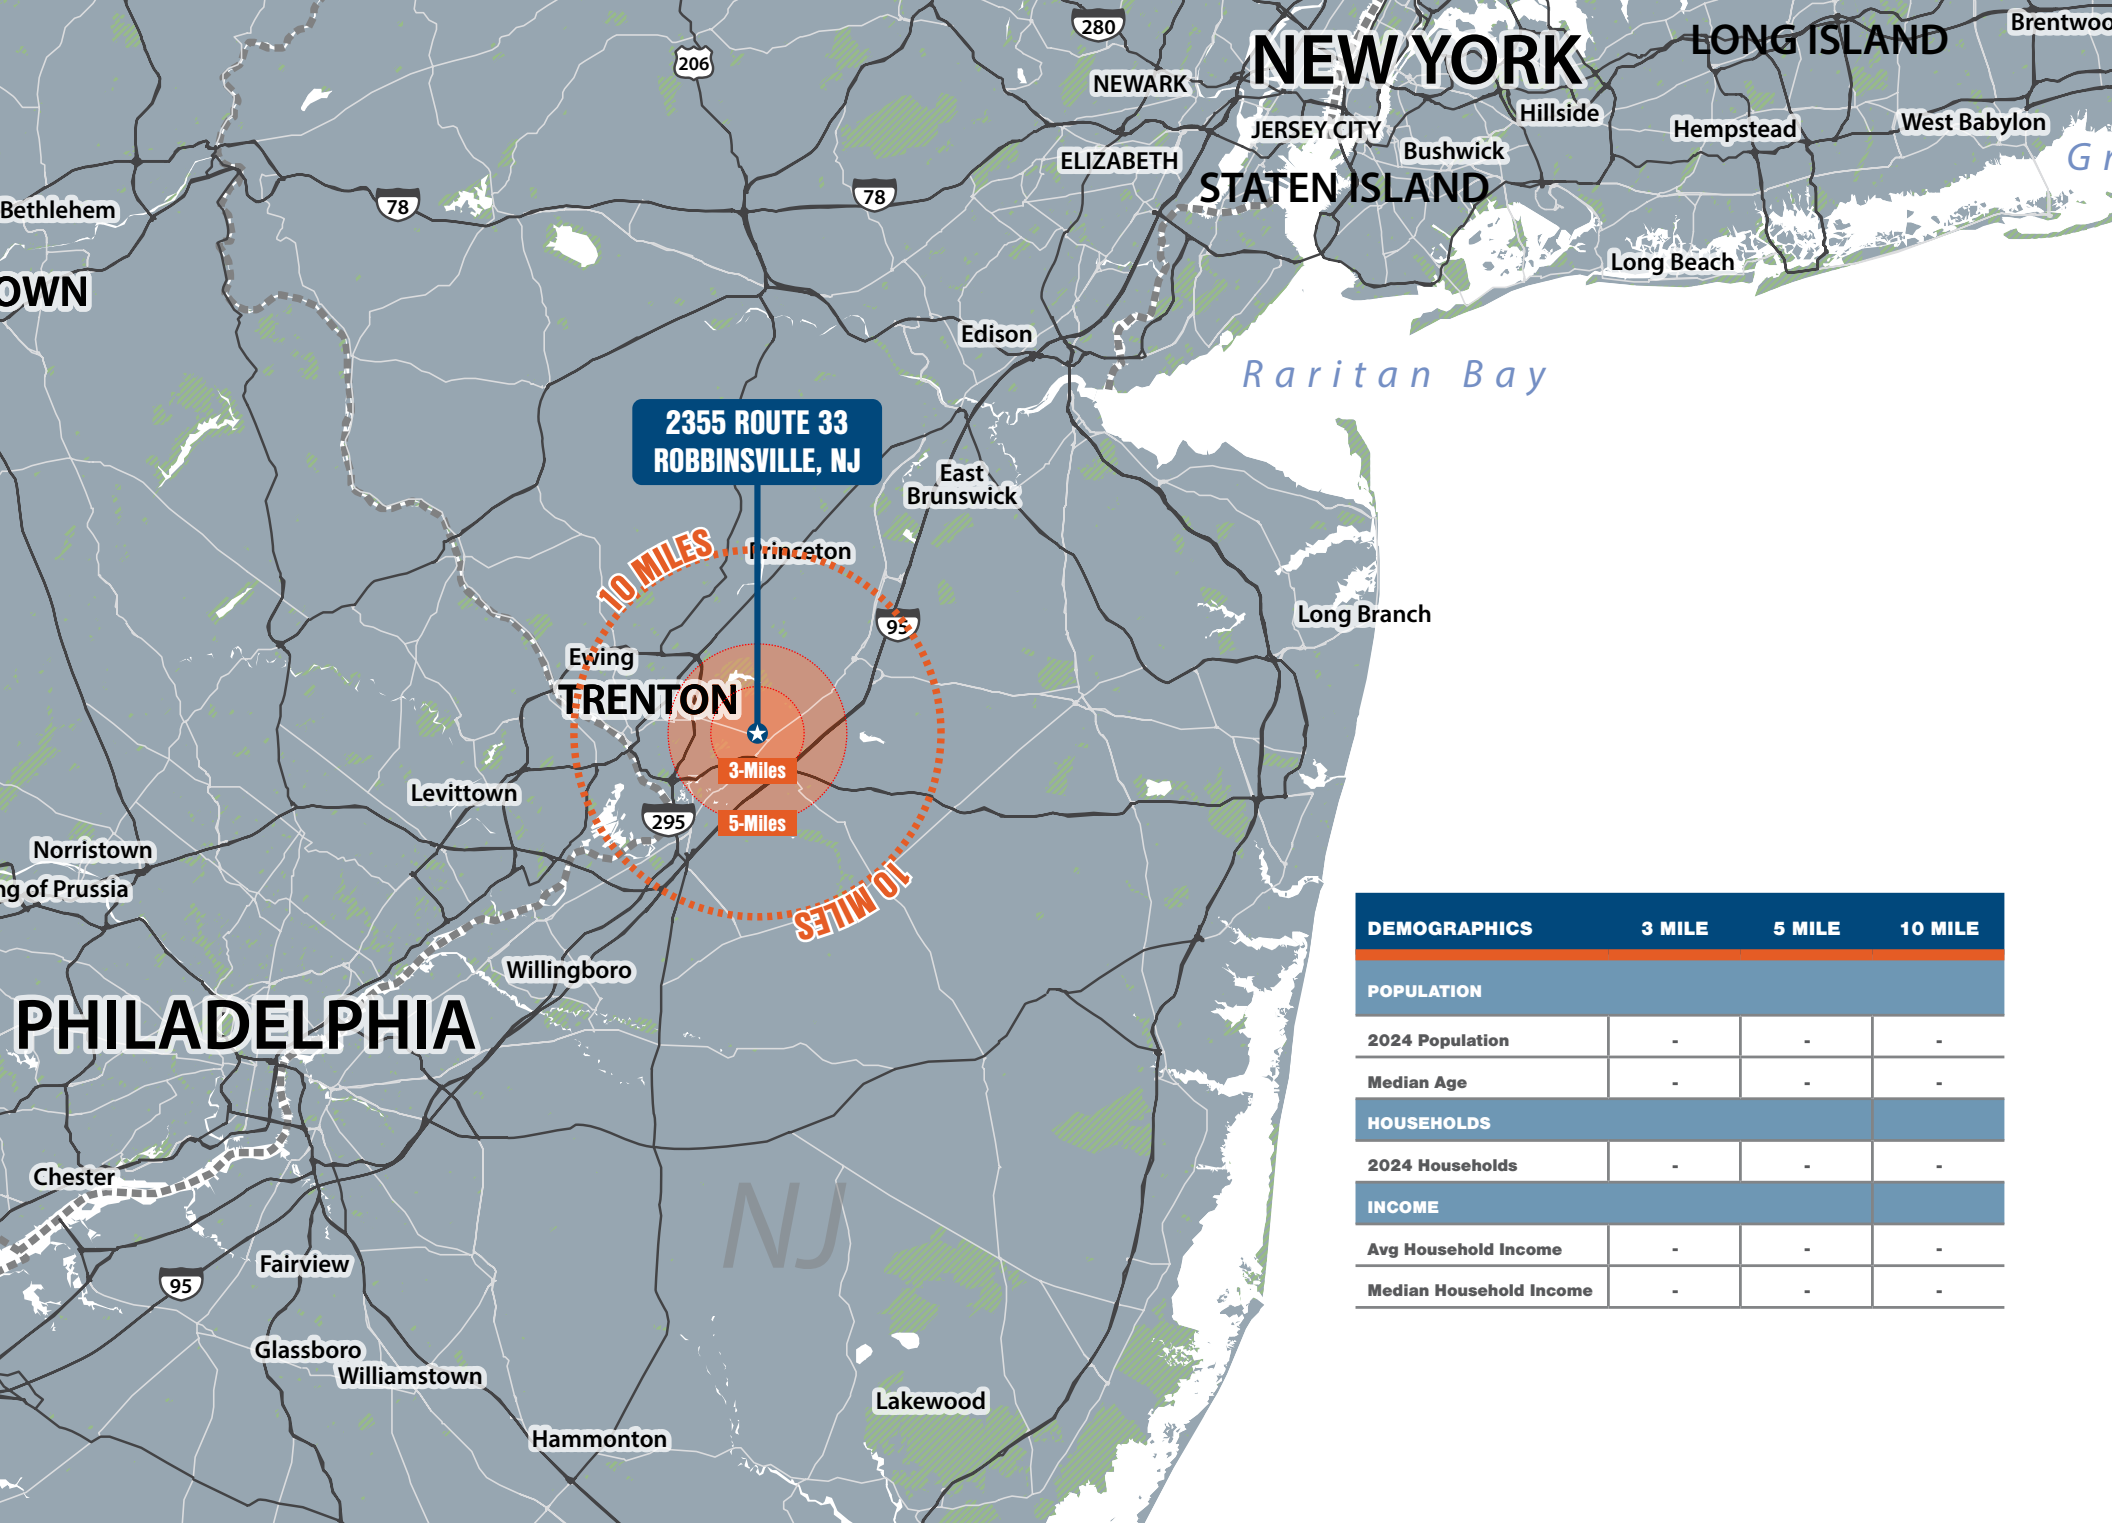 280
NEW YORK
LONG ISLAND
206
NEWARK
Hillside
JERSEY CITY
Hempstead
West Babylon
ELIZABETH
Bushwick
STATEN ISLAND
78
78
Bethlehem
Long Beach
OWN
Edison
Raritan Bay
2355 ROUTE 33
ROBBINSVILLE, NJ
East
Brunswick
10 MILES
Princeton
95
Long Branch
Ewing
TRENTON
3-Miles
Levittown
295
5-Miles
Norristown
ng of Prussia
10 MILES
Willingboro
PHILADELPHIA
Chester
NJ
Fairview
95
Glassboro
Williamstown
Lakewood
Hammonton
DEMOGRAPHICS 3 MILE 5 MILE 10 MILE
POPULATION
2024 Population - - -
Median Age - - -
HOUSEHOLDS
2024 Households - - -
INCOME
Avg Household Income - - -
Median Household Income - - -